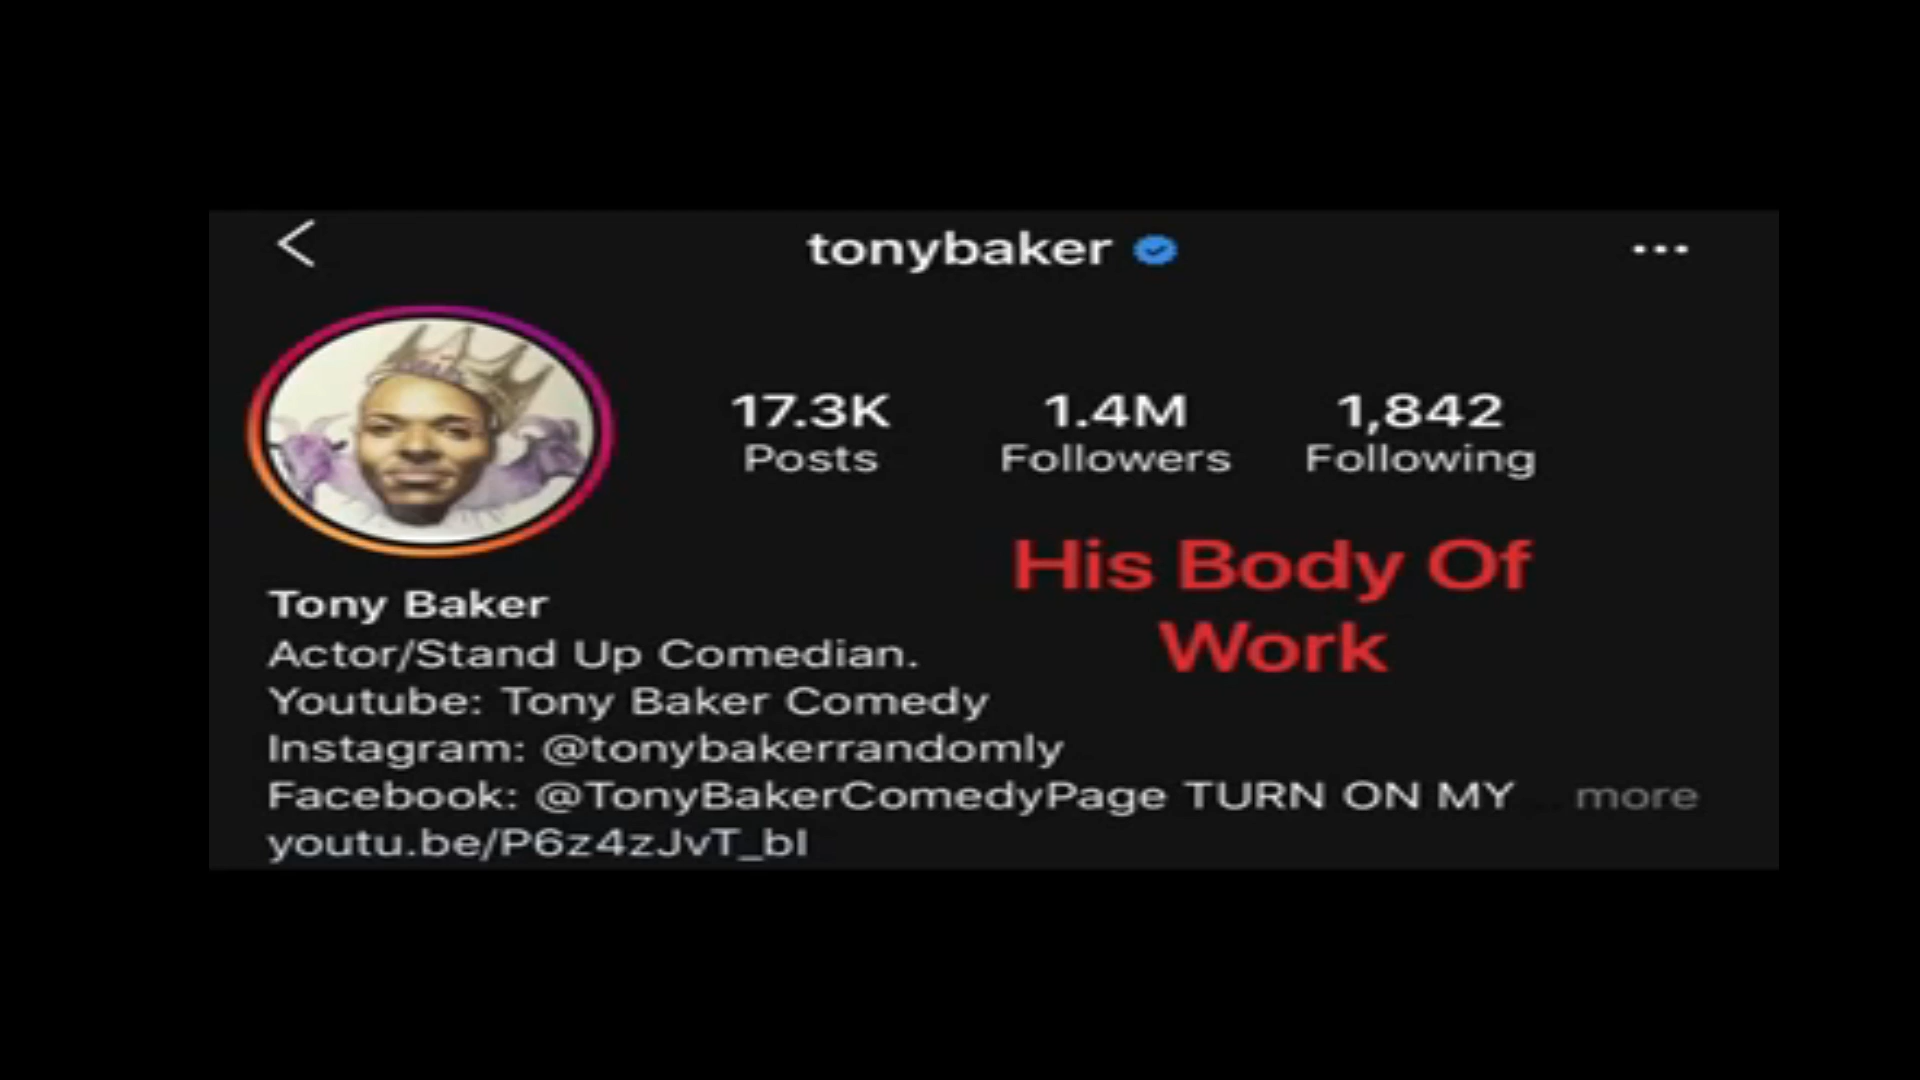 tonybaker
17.3K
1.4M
1,842
Posts
Followers
Following
His Body Of
Work
Tony Baker
Actor/Stand Up Comedian.
Youtube: Tony Baker Comedy
Instagram: @tonybakerrandomly
Facebook: @TonyBakerComedyPage TURN ON MY ... more
youtu.be/P6z4zJvT_bI